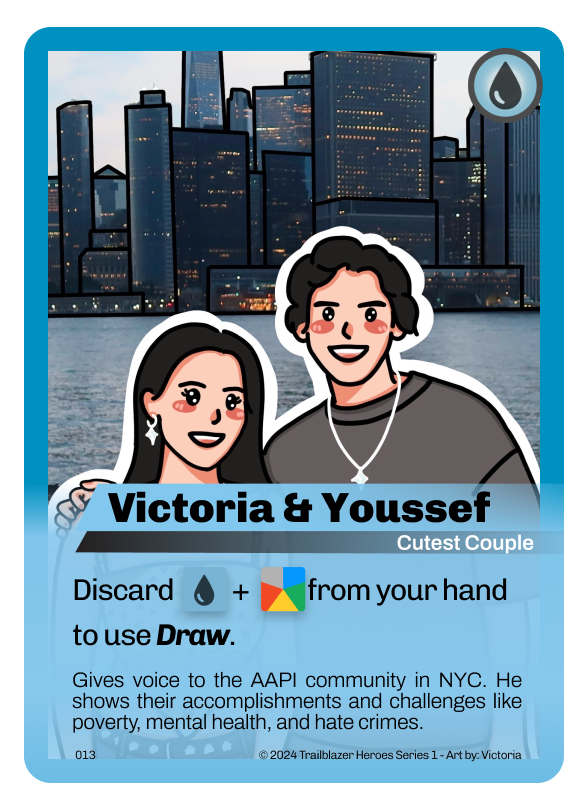 Victoria & Youssef
Cutest Couple
Discard + from your hand
to use Draw.
Gives voice to the AAPI community in NYC. He
shows their accomplishments and challenges like
poverty, mental health, and hate crimes.
013 © 2024 Trailblazer Heroes Series 1 - Art by: Victoria